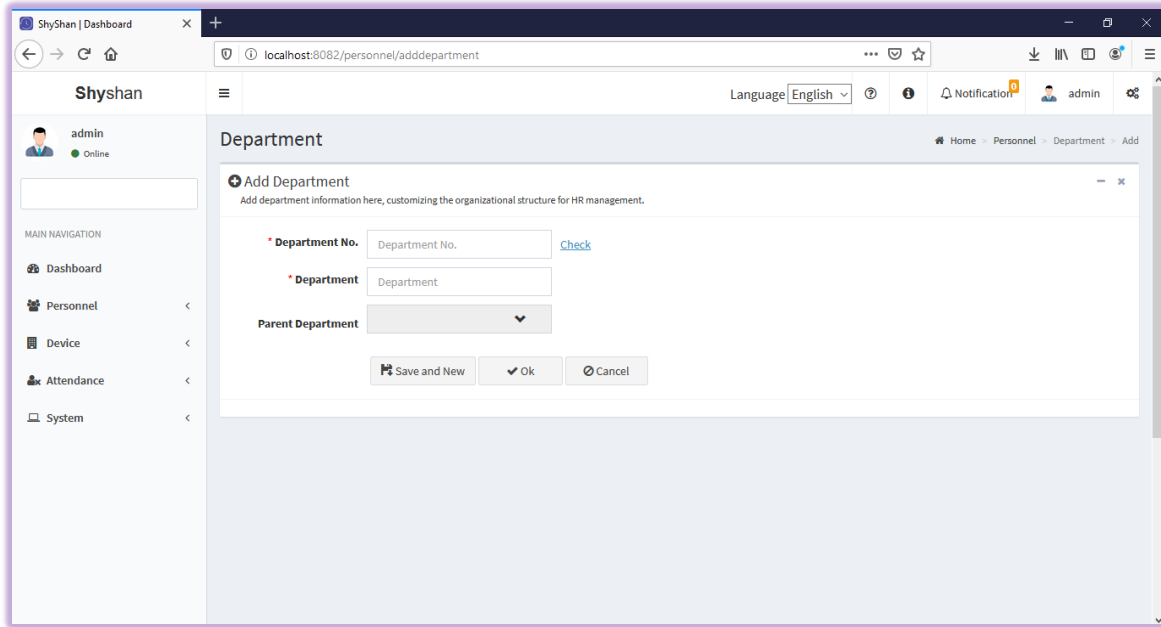 ShyShan | Dashboard
localhost:8082/personnel/adddepartment
Shyshan
Language English
Notification 0
admin
admin
Online
Department
Home > Personnel > Department > Add
Add Department
Add department information here, customizing the organizational structure for HR management.
MAIN NAVIGATION
Dashboard
Personnel
Device
Attendance
System
* Department No. Department No. Check
* Department Department
Parent Department
Save and New Ok Cancel